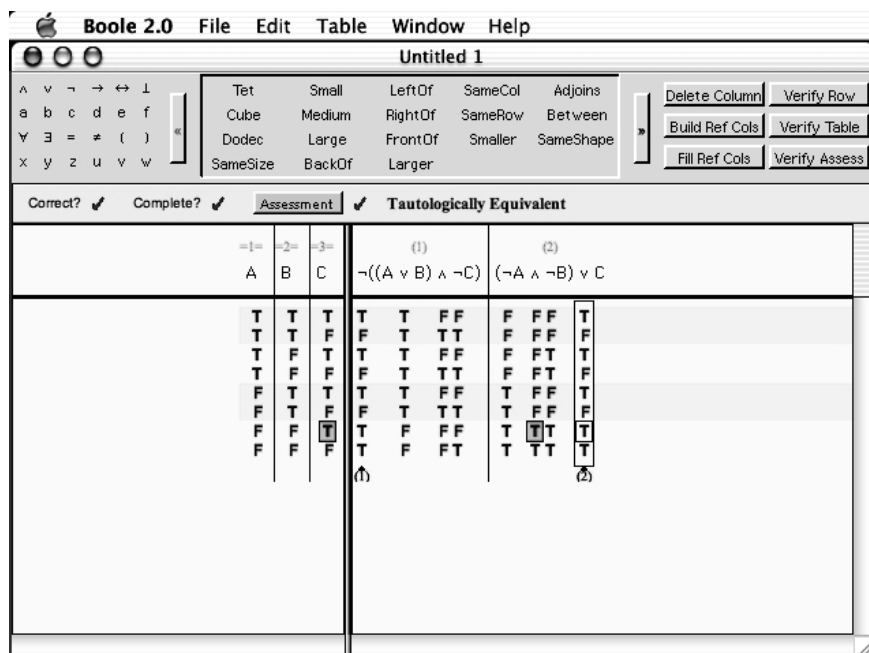 Boole 2.0 File Edit Table Window Help
Untitled 1
∧ ∨ ¬ → ↔ ⊥ Tet Small LeftOf SameCol Adjoins Delete Column Verify Row
a b c d e f Cube Medium RightOf SameRow Between Build Ref Cols Verify Table
∀ ∃ = ≠ ( ) « Dodec Large FrontOf Smaller SameShape » Fill Ref Cols Verify Assess
x y z u v w SameSize BackOf Larger
Correct? ✓ Complete? ✓ Assessment ✓ Tautologically Equivalent
=1= =2= =3= (1) (2)
A B C ¬((A ∨ B) ∧ ¬C) (¬A ∧ ¬B) ∨ C
T T T T T F F F F F T
T T F F T T T F F F F
T F T T T F F F F T T
T F F F T T T F F T F
F T T T T F F T F F T
F T F F T T T T F F F
F F T T F F F T T T T
F F F T F F T T T T T
(1) (2)